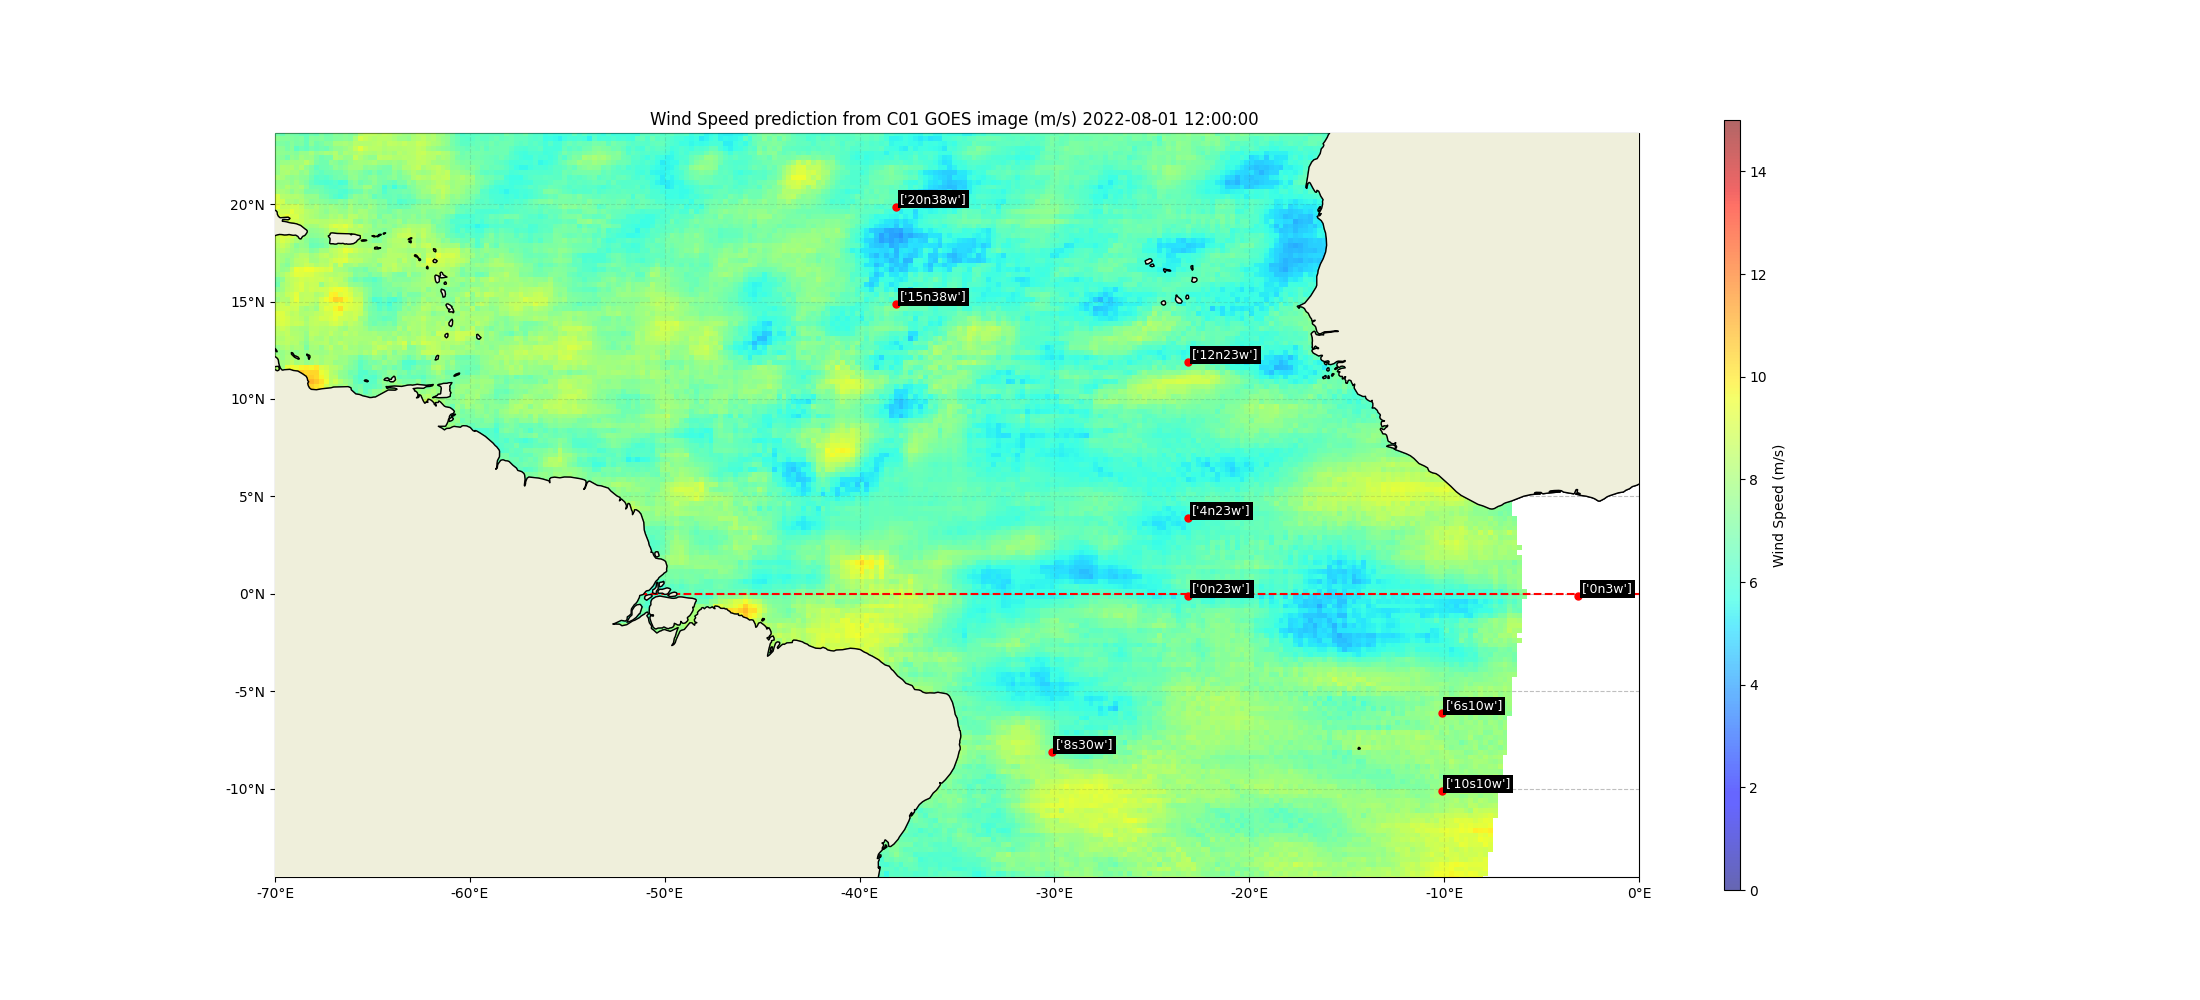 Wind Speed prediction from C01 GOES image (m/s) 2022-08-01 12:00:00
20°N
15°N
10°N
5°N
0°N
-5°N
-10°N
['20n38w']
['15n38w']
['12n23w']
['4n23w']
['0n23w']
['0n3w']
['6s10w']
['8s30w']
['10s10w']
-70°E
-60°E
-50°E
-40°E
-30°E
-20°E
-10°E
0°E
14
12
10
8
6
4
2
0
Wind Speed (m/s)